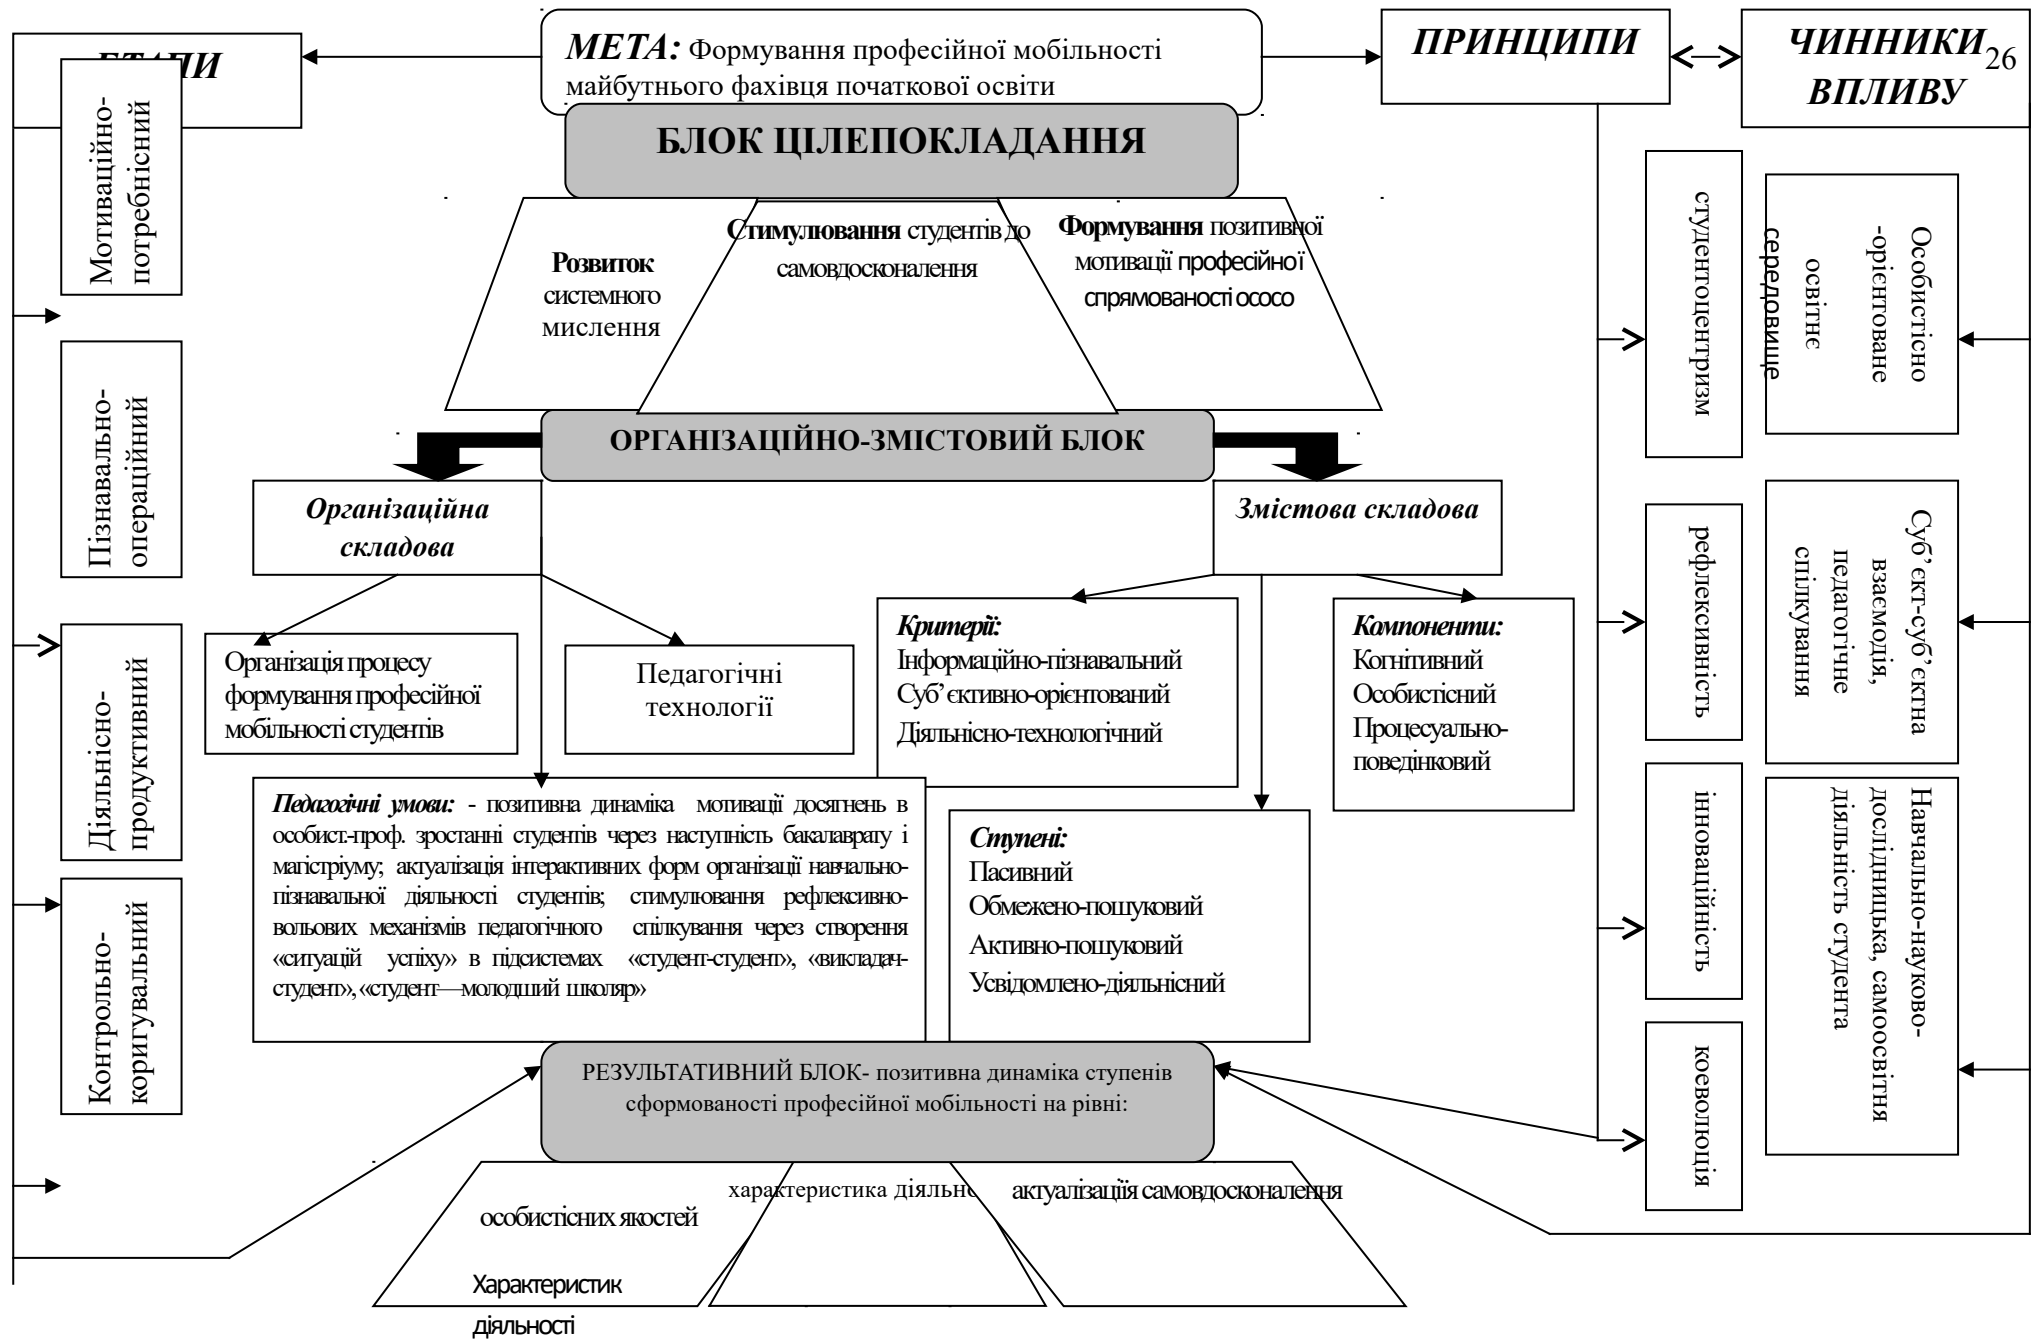 ЕТАПИ
МЕТА: Формування професійної мобільності
майбутнього фахівця початкової освіти
ПРИНЦИПИ
ЧИННИКИ
ВПЛИВУ
26
БЛОК ЦІЛЕПОКЛАДАННЯ
Розвиток
системного
мислення
Стимулювання студентів до
самовдосконалення
Формування позитивної
мотивації професійної
спрямованості ососо
Мотиваційно-
потребнісний
Пізнавально-
операційний
Діяльнісно-
продуктивний
Контрольно-
коригувальний
ОРГАНІЗАЦІЙНО-ЗМІСТОВИЙ БЛОК
Організаційна
складова
Змістова складова
Організація процесу
формування професійної
мобільності студентів
Педагогічні
технології
Критерії:
Інформаційно-пізнавальний
Суб’єктивно-орієнтований
Діяльнісно-технологічний
Компоненти:
Когнітивний
Особистісний
Процесуально-
поведінковий
Педагогічні умови: - позитивна динаміка мотивації досягнень в
особист.-проф. зростанні студентів через наступність бакалаврату і
магістріуму; актуалізація інтерактивних форм організації навчально-
пізнавальної діяльності студентів; стимулювання рефлексивно-
вольових механізмів педагогічного спілкування через створення
«ситуацій успіху» в підсистемах «студент-студент», «викладач-
студент», «студент—молодший школяр»
Ступені:
Пасивний
Обмежено-пошуковий
Активно-пошуковий
Усвідомлено-діяльнісний
студентоцентризм
рефлексивність
інноваційність
коеволюція
Особистісно
-орієнтоване
освітнє
середовище
Суб’єкт-суб’єктна
взаємодія,
педагогічне
спілкування
Навчально-науково-
дослідницька, самоосвітня
діяльність студента
РЕЗУЛЬТАТИВНИЙ БЛОК- позитивна динаміка ступенів
сформованості професійної мобільності на рівні:
особистісних якостей
Характеристик
діяльності
характеристика діяльно
актуалізаціія самовдосконалення